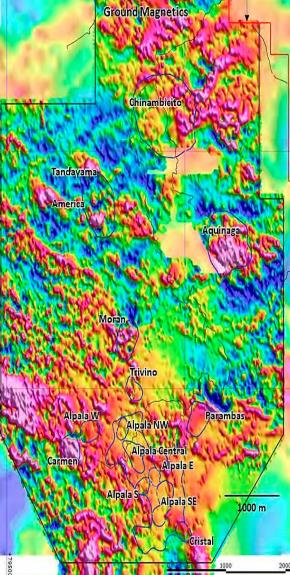 Ground Magnetics
Chinambicito
Tandayama
America
Aquinaga
Moran
Trivino
Alpala W
Parambas
Alpala NW
Alpala Central
Carmen
Alpala E
Alpala S
Alpala SE
1000 m
Cristal
1000